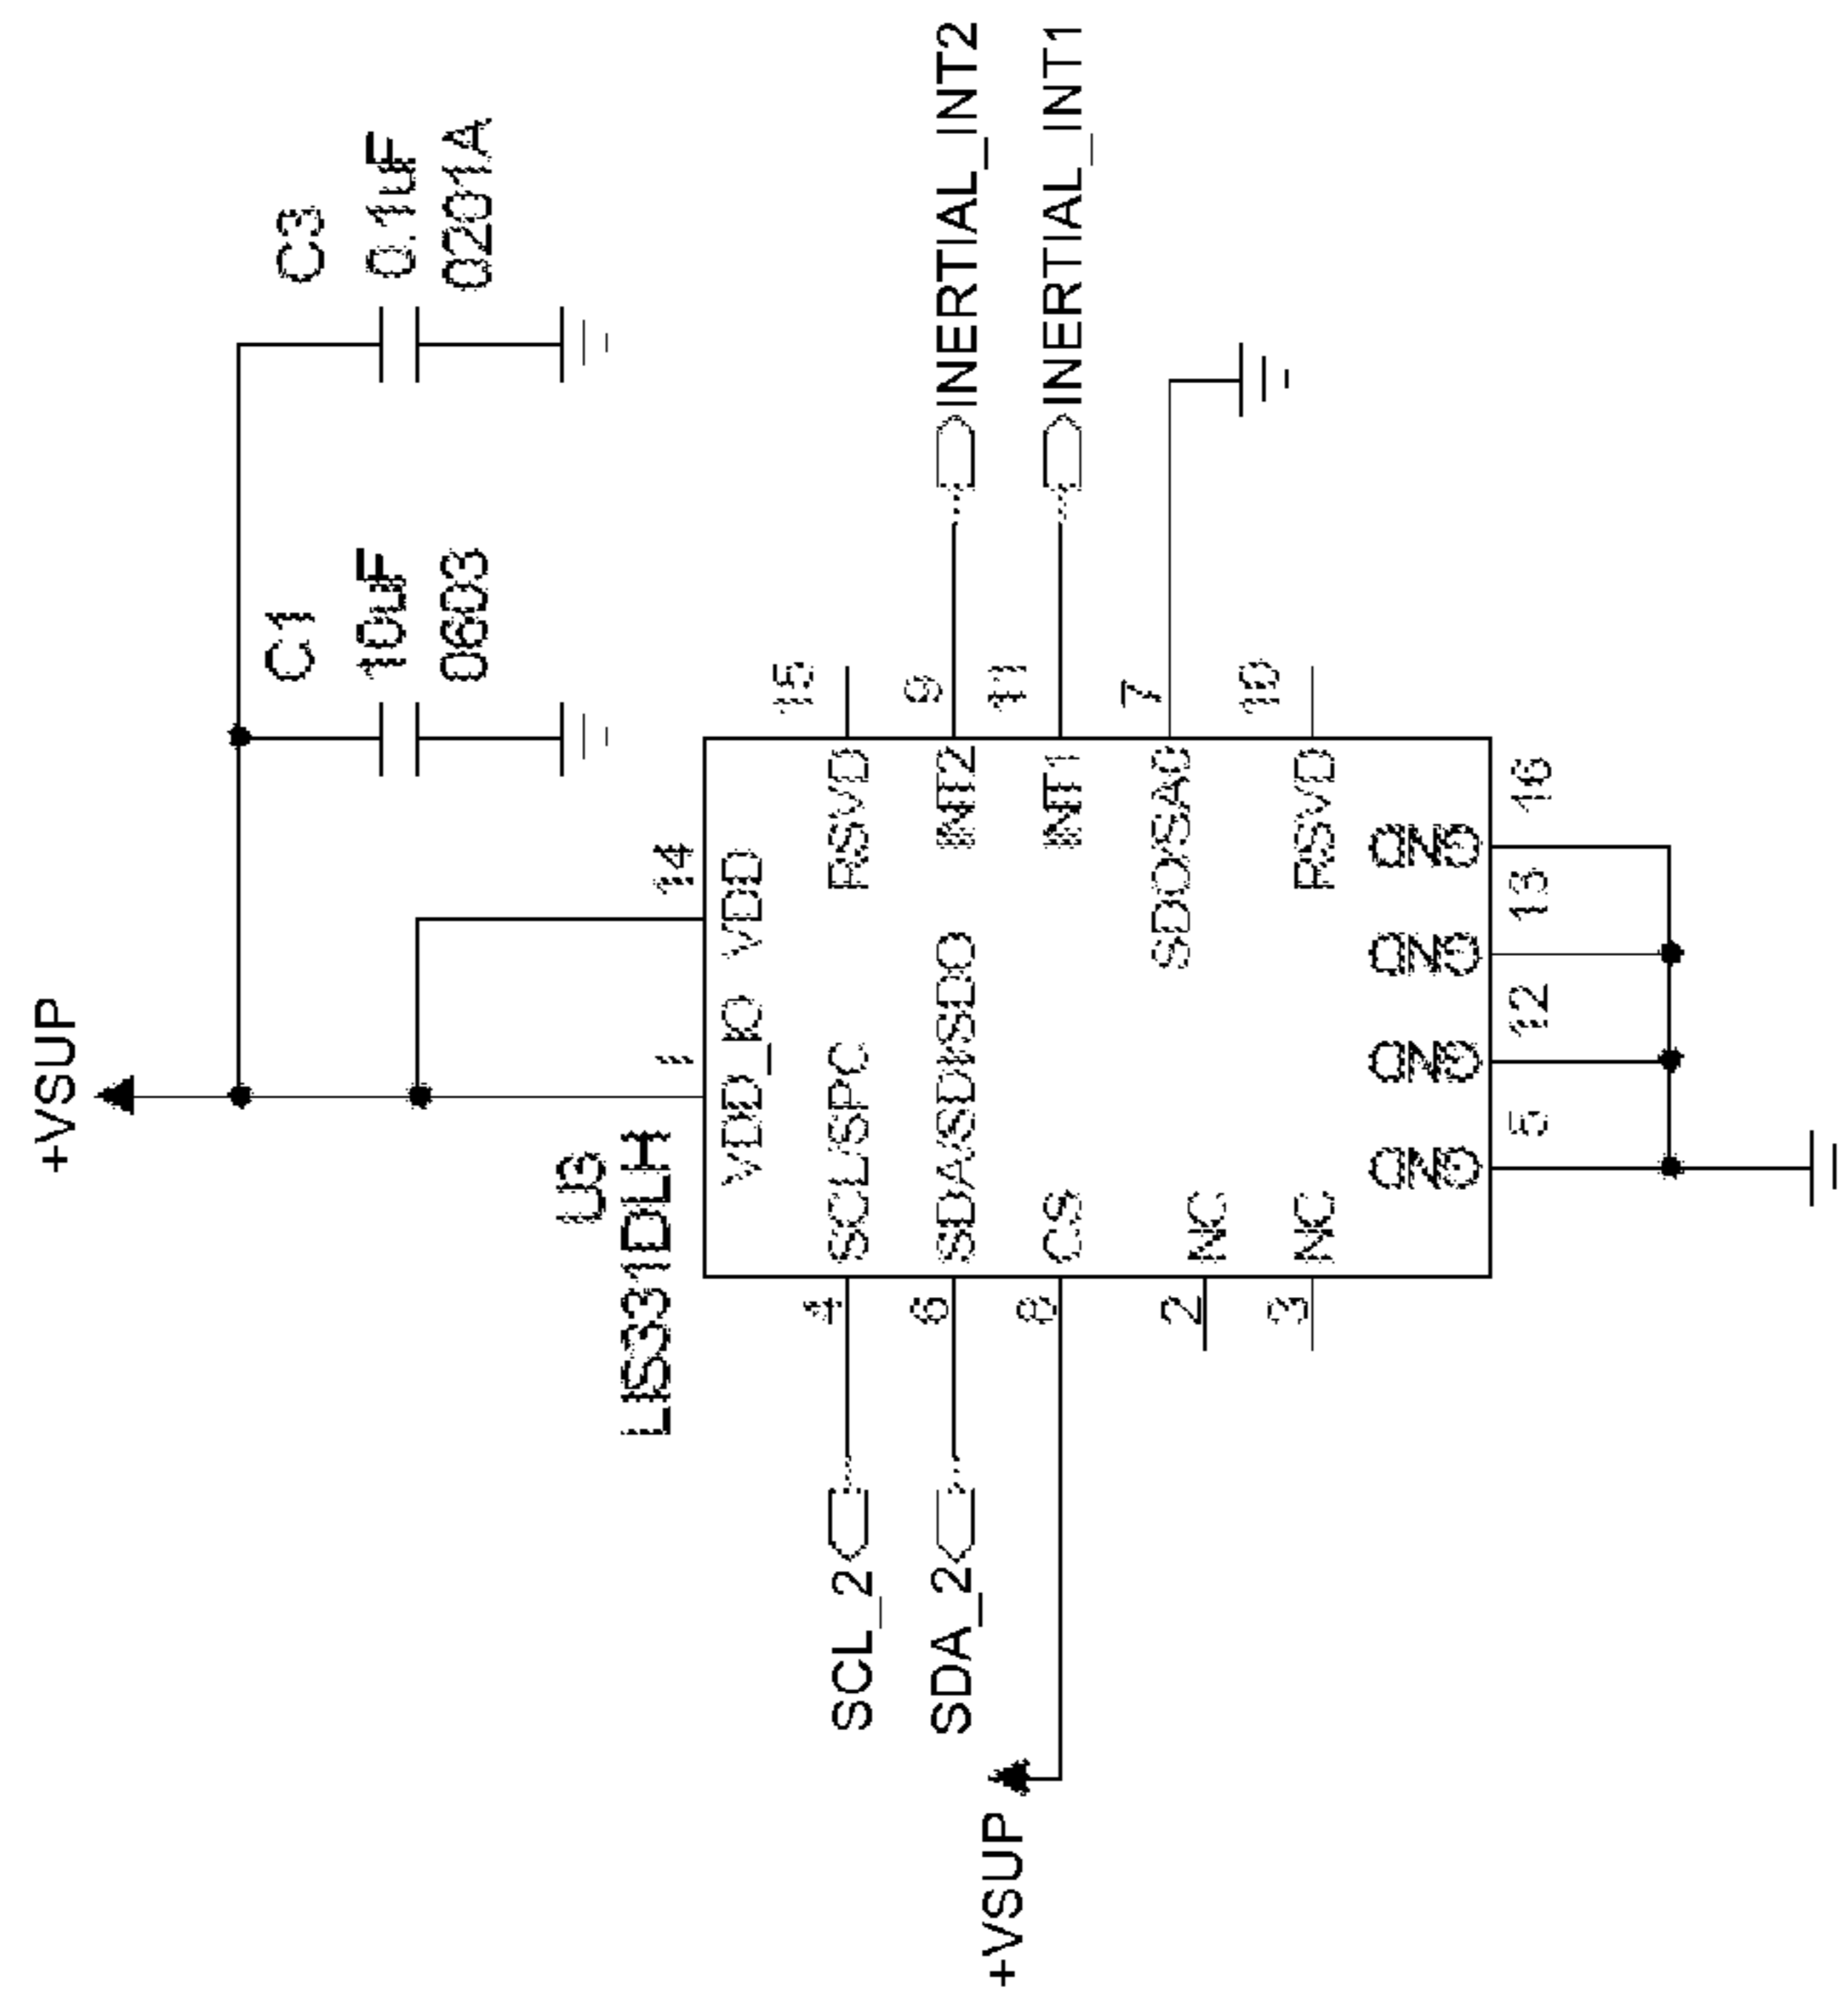 +VSUP
C1
10uF
0603
C3
0.1uF
0201A
U3
LIS331DLH
1
14
VDD_IO
VDD
SCL_2
4
SCL/SPC
RSVD
15
SDA_2
6
SDA/SDI/SDO
INT2
9
INERTIAL_INT2
+VSUP
8
CS
INT1
11
INERTIAL_INT1
SDO/SA0
7
2
NC
3
NC
RSVD
10
GND
GND
GND
GND
5
12
13
16